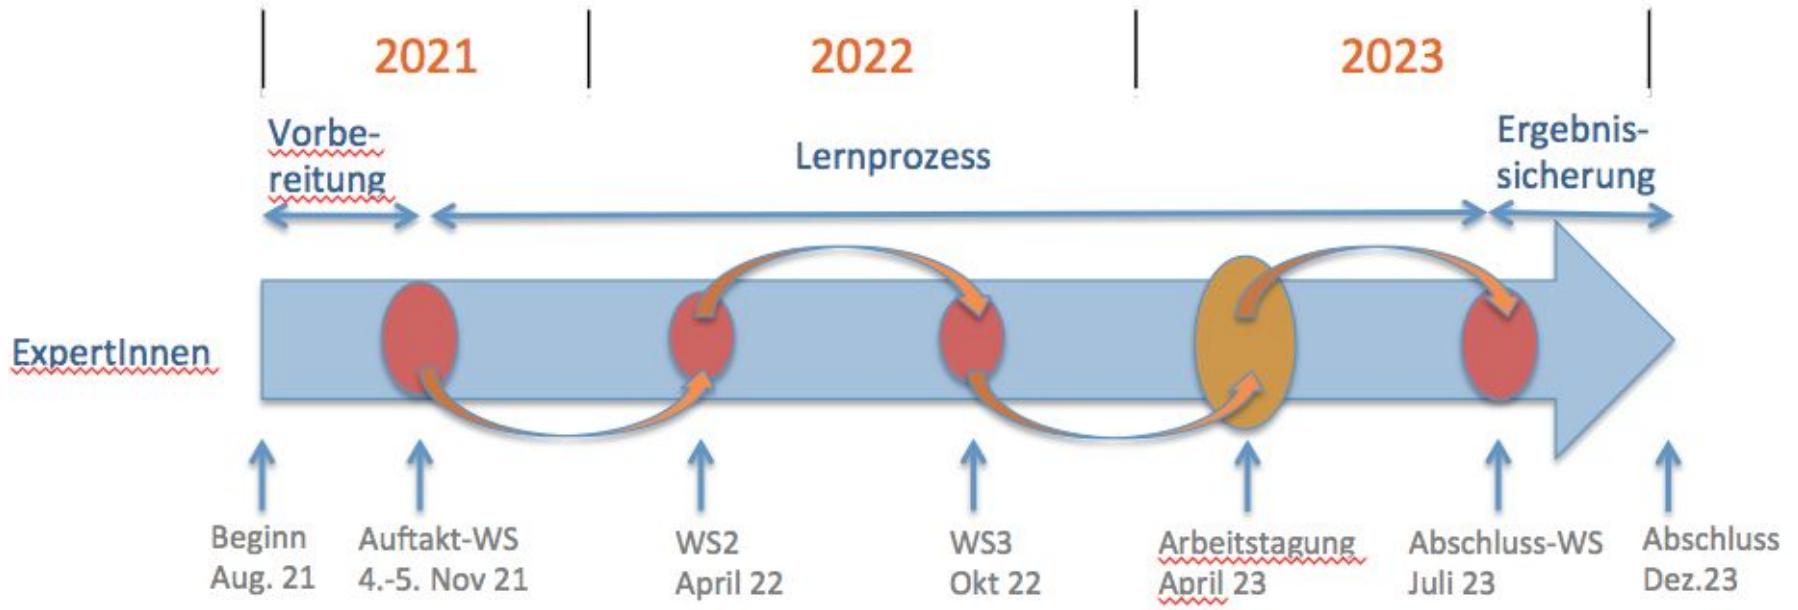 2021
2022
2023
Vorbe-
reitung
Lernprozess
Ergebnis-
sicherung
ExpertInnen
Beginn
Aug. 21
Auftakt-WS
4.-5. Nov 21
WS2
April 22
WS3
Okt 22
Arbeitstagung
April 23
Abschluss-WS
Juli 23
Abschluss
Dez.23